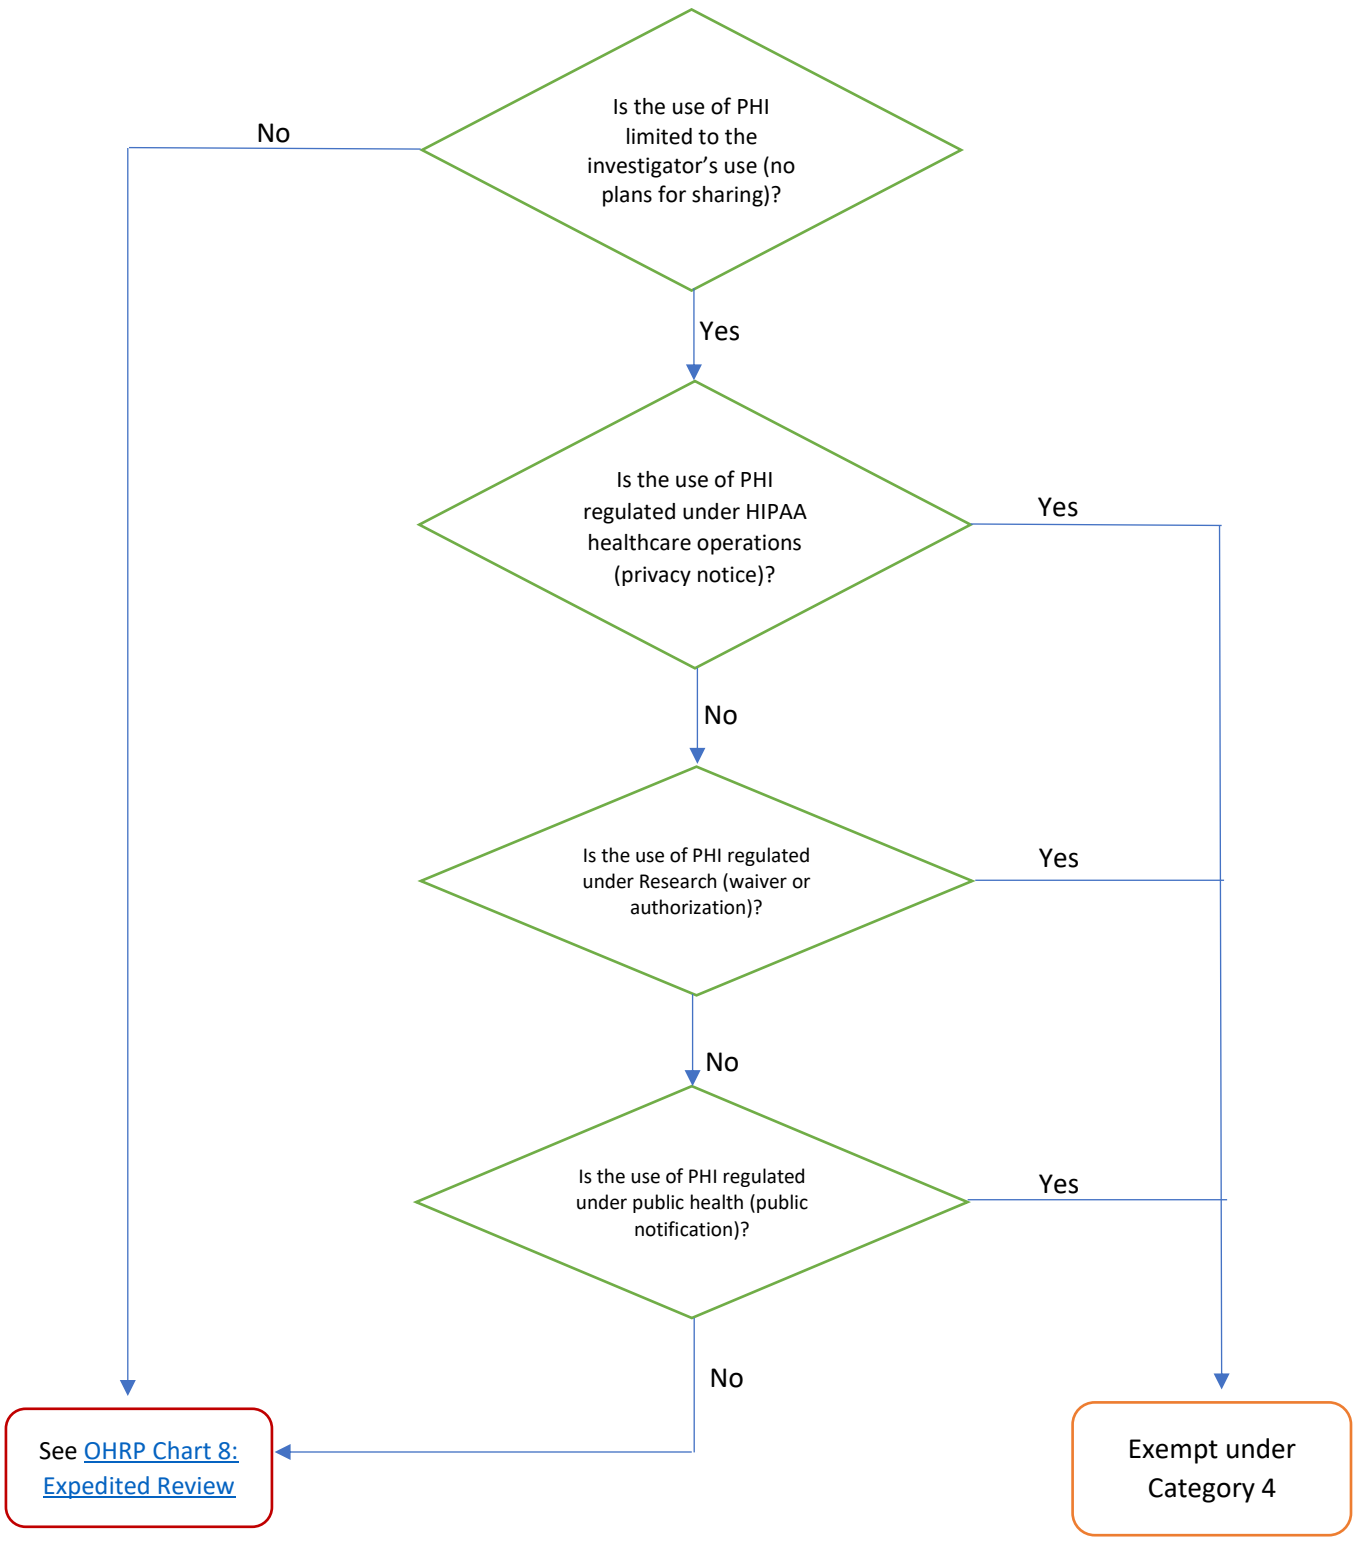 Is the use of PHI
limited to the
investigator’s use (no
plans for sharing)?
No
Yes
Is the use of PHI
regulated under HIPAA
healthcare operations
(privacy notice)?
Yes
No
Is the use of PHI regulated
under Research (waiver or
authorization)?
Yes
No
Is the use of PHI regulated
under public health (public
notification)?
Yes
No
See OHRP Chart 8:
Expedited Review
Exempt under
Category 4